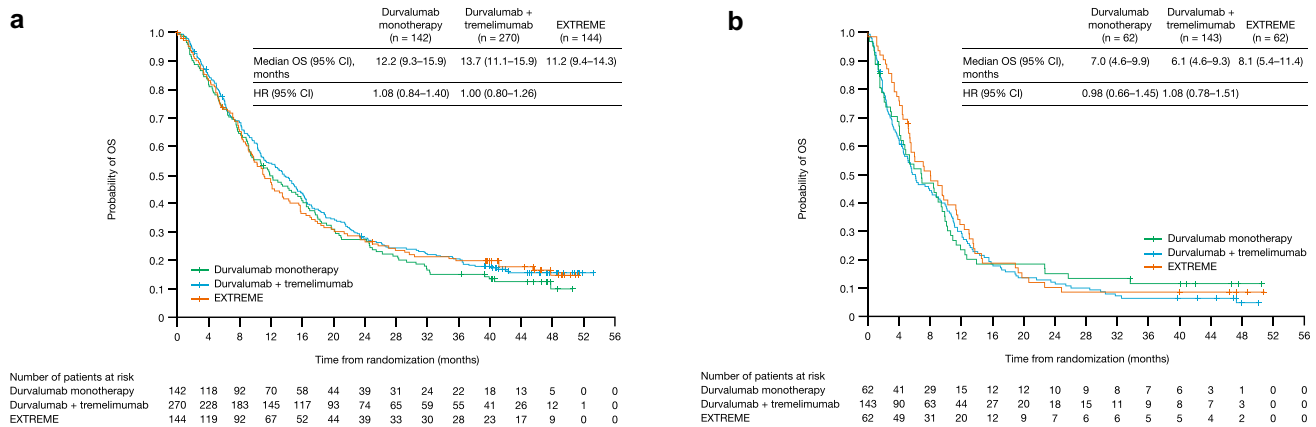 a
Durvalumab monotherapy (n = 142)
Durvalumab + tremelimumab (n = 270)
EXTREME (n = 144)
Median OS (95% CI), months 12.2 (9.3–15.9) 13.7 (11.1–15.9) 11.2 (9.4–14.3)
HR (95% CI) 1.08 (0.84–1.40) 1.00 (0.80–1.26)
Probability of OS
1.0
0.9
0.8
0.7
0.6
0.5
0.4
0.3
0.2
0.1
0
Durvalumab monotherapy
Durvalumab + tremelimumab
EXTREME
0 4 8 12 16 20 24 28 32 36 40 44 48 52 56
Time from randomization (months)
Number of patients at risk
Durvalumab monotherapy 142 118 92 70 58 44 39 31 24 22 18 13 5 0 0
Durvalumab + tremelimumab 270 228 183 145 117 93 74 65 59 55 41 26 12 1 0
EXTREME 144 119 92 67 52 44 39 33 30 28 23 17 9 0 0
b
Durvalumab monotherapy (n = 62)
Durvalumab + tremelimumab (n = 143)
EXTREME (n = 62)
Median OS (95% CI), months 7.0 (4.6–9.9) 6.1 (4.6–9.3) 8.1 (5.4–11.4)
HR (95% CI) 0.98 (0.66–1.45) 1.08 (0.78–1.51)
Probability of OS
1.0
0.9
0.8
0.7
0.6
0.5
0.4
0.3
0.2
0.1
0
Durvalumab monotherapy
Durvalumab + tremelimumab
EXTREME
0 4 8 12 16 20 24 28 32 36 40 44 48 52 56
Time from randomization (months)
Number of patients at risk
Durvalumab monotherapy 62 41 29 15 12 12 10 9 8 7 6 3 1 0 0
Durvalumab + tremelimumab 143 90 63 44 27 20 18 15 11 9 8 7 3 0 0
EXTREME 62 49 31 20 12 9 7 6 6 5 5 4 2 0 0